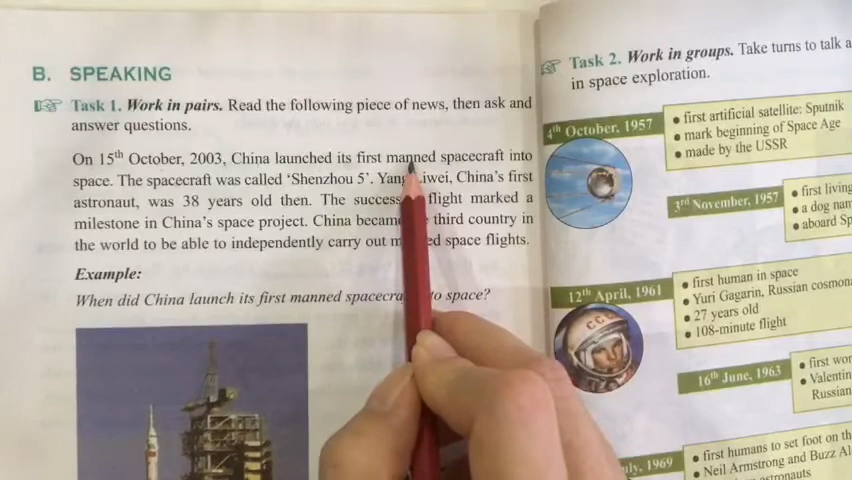 B. SPEAKING
Task 1. Work in pairs. Read the following piece of news, then ask and
answer questions.
On 15th October, 2003, China launched its first manned spacecraft into
space. The spacecraft was called ‘Shenzhou 5’. Yang iwei, China's first
astronaut, was 38 years old then. The success flight marked a
milestone in China's space project. China became third country in
the world to be able to independently carry out space flights.
Example:
When did China launch its first manned to space?
Task 2. Work in groups. Take turns to talk a
in space exploration.
4th October, 1957
• first artificial satellite: Sputnik
• mark beginning of Space Age
• made by the USSR
3rd November, 1957
• first living
• a dog nam
• aboard Sp
12th April, 1961
• first human in space
• Yuri Gagarin, Russian cosmon
• 27 years old
• 108-minute flight
CCC
16th June, 1963
• first wor
• Valentin
Russian
uly, 1969
• first humans to set foot on th
• Neil Armstrong and Buzz Al